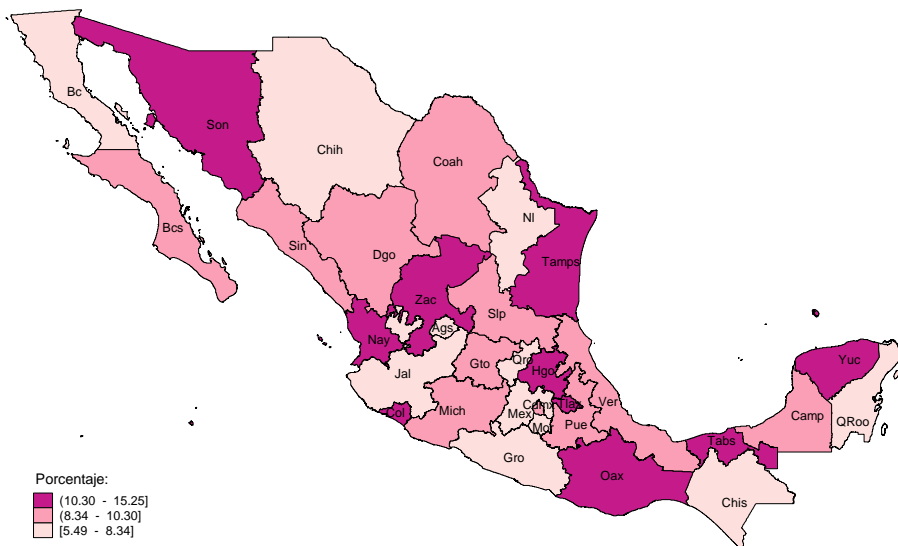 Bc
Son
Chih
Coah
Nl
Bcs
Sin
Dgo
Tamps
Zac
Slp
Nay
Ags
Jal
Gto
Qro
Hgo
Yuc
Col
Mich
Mex
Cdmx
Tlax
Ver
Mor
Pue
Camp
QRoo
Tabs
Gro
Oax
Chis
Porcentaje:
(10.30 - 15.25]
(8.34 - 10.30]
[5.49 - 8.34]